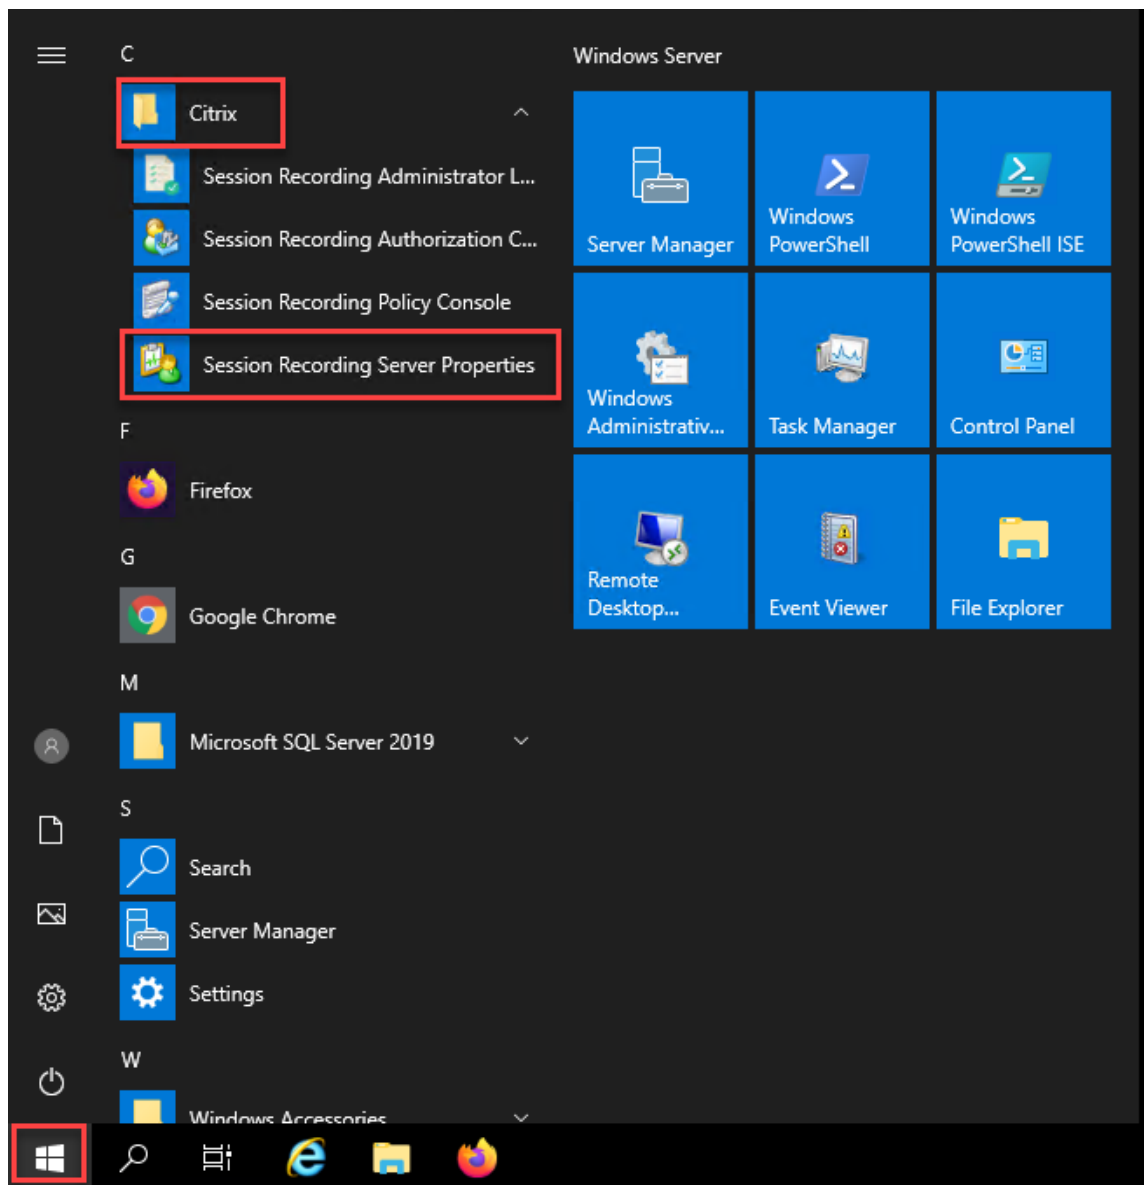 C
Citrix
Session Recording Administrator L...
Session Recording Authorization C...
Session Recording Policy Console
Session Recording Server Properties
F
Firefox
G
Google Chrome
M
Microsoft SQL Server 2019
S
Search
Server Manager
Settings
W
Windows Accessories
Windows Server
Server Manager
Windows
PowerShell
Windows
PowerShell ISE
Windows
Administrativ...
Task Manager
Control Panel
Remote
Desktop...
Event Viewer
File Explorer